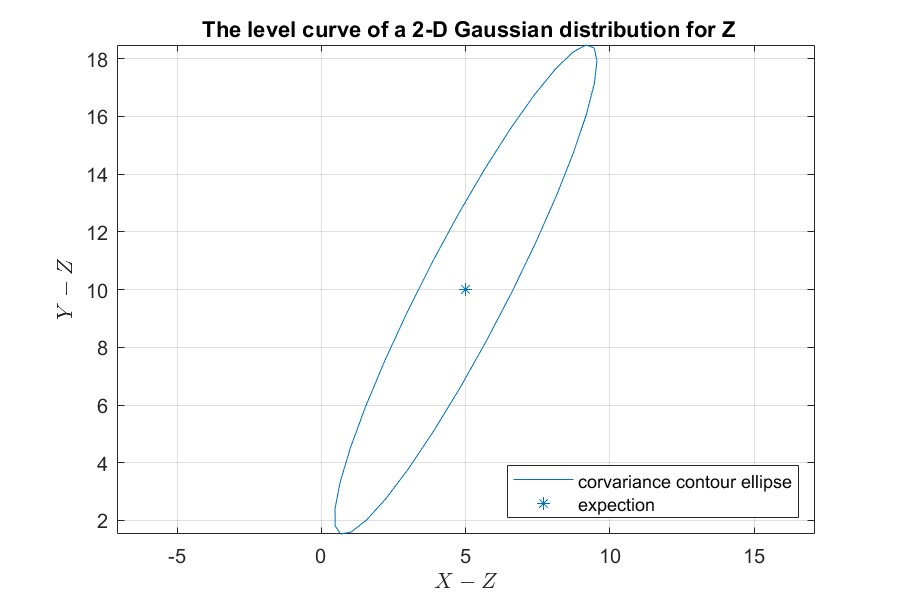 The level curve of a 2-D Gaussian distribution for Z
18
16
14
12
10
8
6
4
2
Y − Z
corvariance contour ellipse
expection
-5
0
5
10
15
X − Z